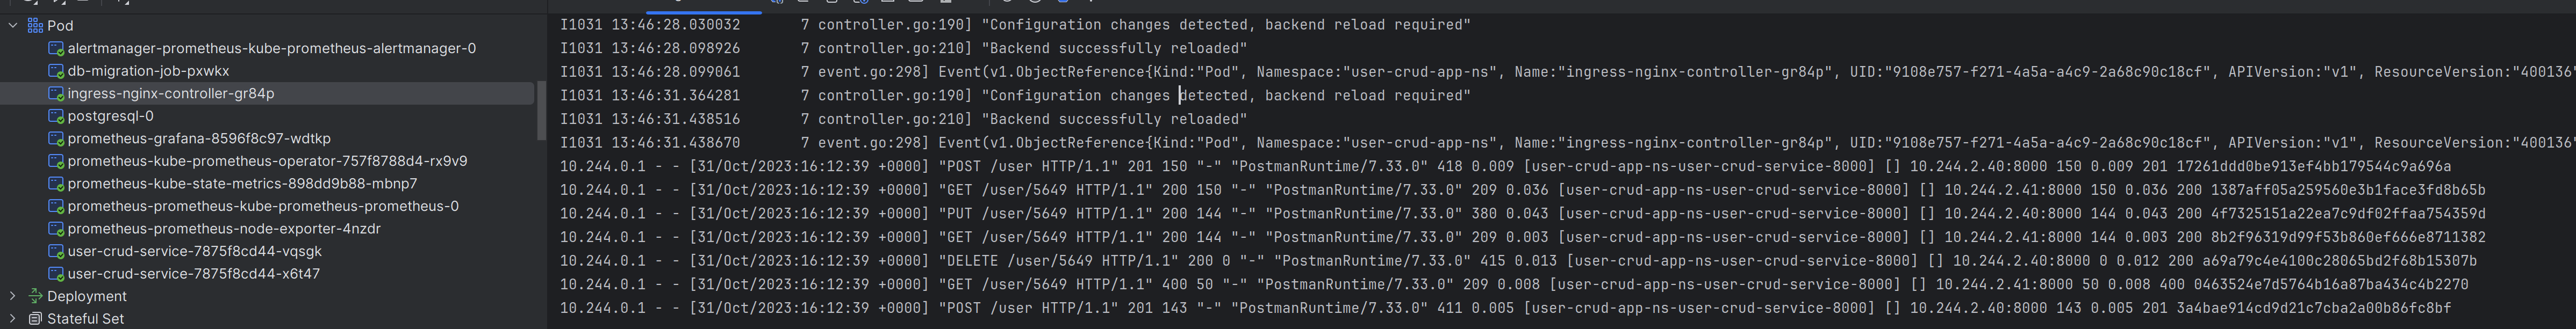 Pod
alertmanager-prometheus-kube-prometheus-alertmanager-0
db-migration-job-pxwkx
ingress-nginx-controller-gr84p
postgresql-0
prometheus-grafana-8596f8c97-wdtkp
prometheus-kube-prometheus-operator-757f8788d4-rx9v9
prometheus-kube-state-metrics-898dd9b88-mbnp7
prometheus-prometheus-kube-prometheus-prometheus-0
prometheus-prometheus-node-exporter-4nzdr
user-crud-service-7875f8cd44-vqsgk
user-crud-service-7875f8cd44-x6t47
Deployment
Stateful Set
I1031 13:46:28.030032 7 controller.go:190] "Configuration changes detected, backend reload required"
I1031 13:46:28.098926 7 controller.go:210] "Backend successfully reloaded"
I1031 13:46:28.099061 7 event.go:298] Event(v1.ObjectReference{Kind:"Pod", Namespace:"user-crud-app-ns", Name:"ingress-nginx-controller-gr84p", UID:"9108e757-f271-4a5a-a4c9-2a68c90c18cf", APIVersion:"v1", ResourceVersion:"400136"
I1031 13:46:31.364281 7 controller.go:190] "Configuration changes detected, backend reload required"
I1031 13:46:31.438516 7 controller.go:210] "Backend successfully reloaded"
I1031 13:46:31.438670 7 event.go:298] Event(v1.ObjectReference{Kind:"Pod", Namespace:"user-crud-app-ns", Name:"ingress-nginx-controller-gr84p", UID:"9108e757-f271-4a5a-a4c9-2a68c90c18cf", APIVersion:"v1", ResourceVersion:"400136"
10.244.0.1 - - [31/Oct/2023:16:12:39 +0000] "POST /user HTTP/1.1" 201 150 "-" "PostmanRuntime/7.33.0" 418 0.009 [user-crud-app-ns-user-crud-service-8000] [] 10.244.2.40:8000 150 0.009 201 17261ddd0be913ef4bb179544c9a696a
10.244.0.1 - - [31/Oct/2023:16:12:39 +0000] "GET /user/5649 HTTP/1.1" 200 150 "-" "PostmanRuntime/7.33.0" 209 0.036 [user-crud-app-ns-user-crud-service-8000] [] 10.244.2.41:8000 150 0.036 200 1387aff05a259560e3b1face3fd8b65b
10.244.0.1 - - [31/Oct/2023:16:12:39 +0000] "PUT /user/5649 HTTP/1.1" 200 144 "-" "PostmanRuntime/7.33.0" 380 0.043 [user-crud-app-ns-user-crud-service-8000] [] 10.244.2.40:8000 144 0.043 200 4f7325151a22ea7c9df02ffaa754359d
10.244.0.1 - - [31/Oct/2023:16:12:39 +0000] "GET /user/5649 HTTP/1.1" 200 144 "-" "PostmanRuntime/7.33.0" 209 0.003 [user-crud-app-ns-user-crud-service-8000] [] 10.244.2.41:8000 144 0.003 200 8b2f96319d99f53b860ef666e8711382
10.244.0.1 - - [31/Oct/2023:16:12:39 +0000] "DELETE /user/5649 HTTP/1.1" 200 0 "-" "PostmanRuntime/7.33.0" 415 0.013 [user-crud-app-ns-user-crud-service-8000] [] 10.244.2.40:8000 0 0.012 200 a69a79c4e4100c28065bd2f68b15307b
10.244.0.1 - - [31/Oct/2023:16:12:39 +0000] "GET /user/5649 HTTP/1.1" 400 50 "-" "PostmanRuntime/7.33.0" 209 0.008 [user-crud-app-ns-user-crud-service-8000] [] 10.244.2.41:8000 50 0.008 400 0463524e7d5764b16a87ba434c4b2270
10.244.0.1 - - [31/Oct/2023:16:12:39 +0000] "POST /user HTTP/1.1" 201 143 "-" "PostmanRuntime/7.33.0" 411 0.005 [user-crud-app-ns-user-crud-service-8000] [] 10.244.2.40:8000 143 0.005 201 3a4bae914cd9d21c7cba2a00b86fc8bf